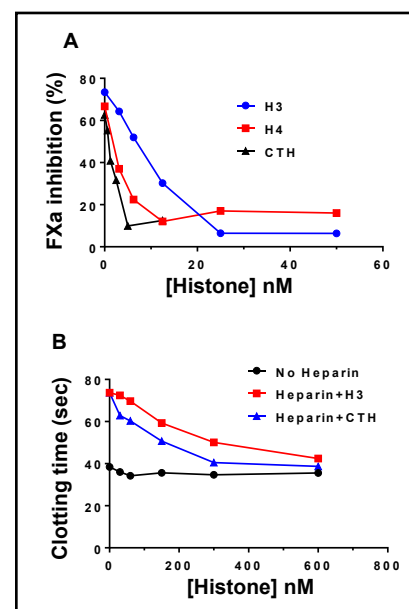 A
FXa inhibition (%)
80
60
40
20
0
H3
H4
CTH
0
20
40
60
[Histone] nM
B
Clotting time (sec)
80
60
40
20
0
No Heparin
Heparin+H3
Heparin+CTH
0
200
400
600
800
[Histone] nM